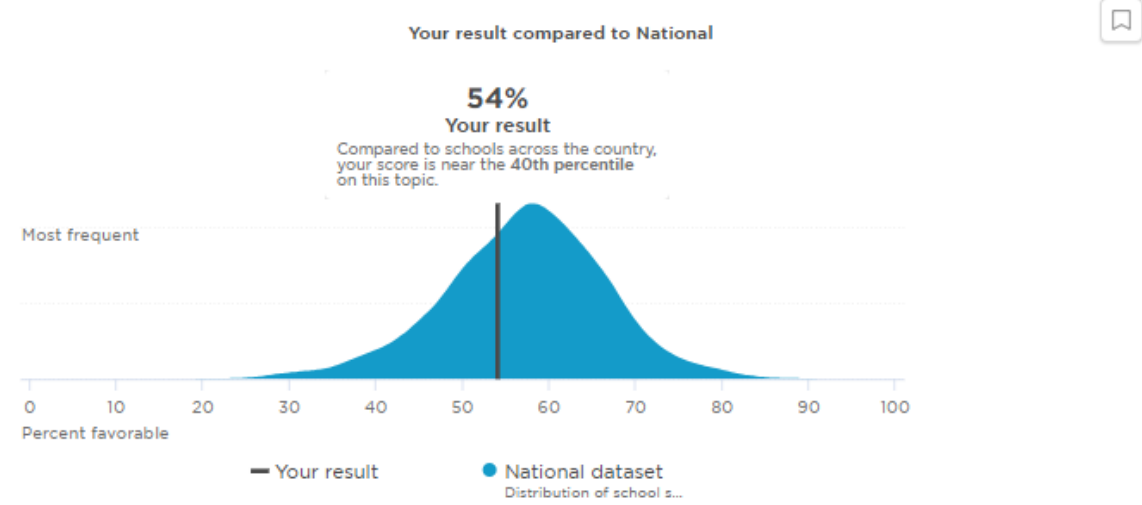 Your result compared to National
54%
Your result
Compared to schools across the country,
your score is near the 40th percentile
on this topic.
Most frequent
0 10 20 30 40 50 60 70 80 90 100
Percent favorable
Your result
National dataset
Distribution of school s...